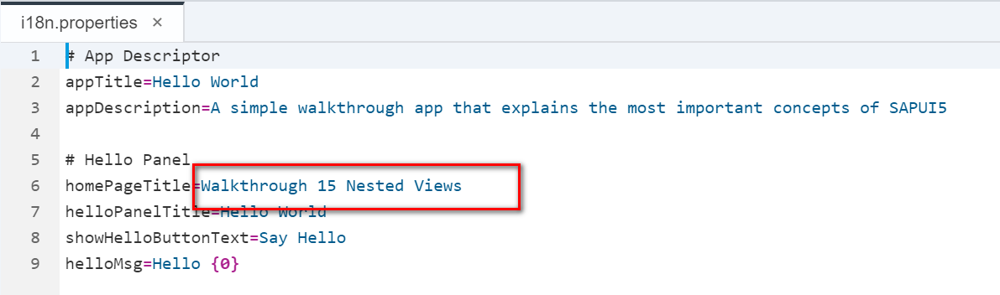 i18n.properties ×
1 # App Descriptor
2 appTitle=Hello World
3 appDescription=A simple walkthrough app that explains the most important concepts of SAPUI5
4
5 # Hello Panel
6 homePageTitle=Walkthrough 15 Nested Views
7 helloPanelTitle=Hello World
8 showHelloButtonText=Say Hello
9 helloMsg=Hello {0}